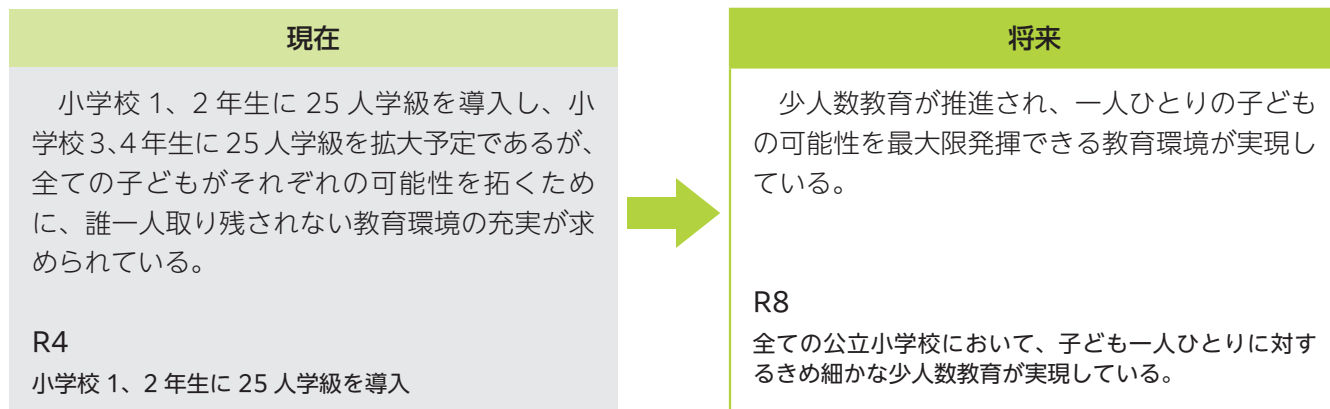 現在
小学校 1、2 年生に 25 人学級を導入し、小
学校3、4年生に25人学級を拡大予定であるが、
全ての子どもがそれぞれの可能性を拓くため
に、誰一人取り残されない教育環境の充実が求
められている。
R4
小学校 1、2 年生に 25 人学級を導入
将来
少人数教育が推進され、一人ひとりの子ども
の可能性を最大限発揮できる教育環境が実現し
ている。
R8
全ての公立小学校において、子ども一人ひとりに対す
るきめ細かな少人数教育が実現している。